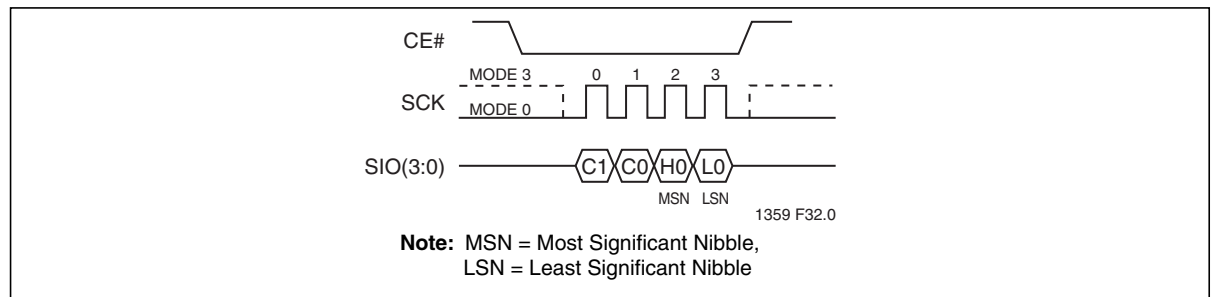 CE#
MODE 3 0 1 2 3
SCK
MODE 0
SIO(3:0) C1 C0 H0 L0
MSN LSN
1359 F32.0
Note: MSN = Most Significant Nibble,
LSN = Least Significant Nibble